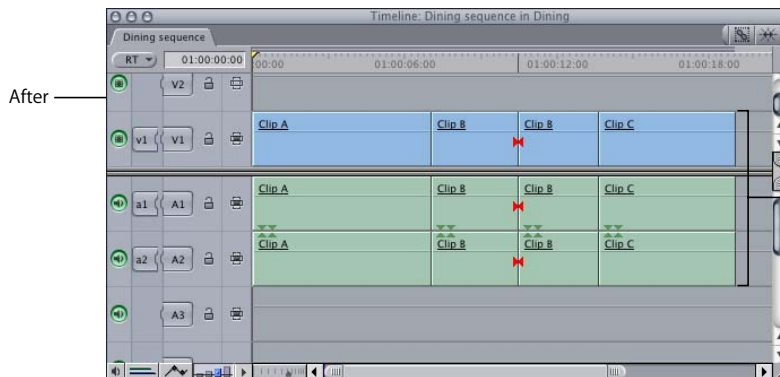 Timeline: Dining sequence in Dining
Dining sequence
RT 01:00:00:00 00:00 01:00:06:00 01:00:12:00 01:00:18:00
After
V2
Clip A Clip B Clip B Clip C
v1 V1
Clip A Clip B Clip B Clip C
a1 A1
Clip A Clip B Clip B Clip C
a2 A2
A3